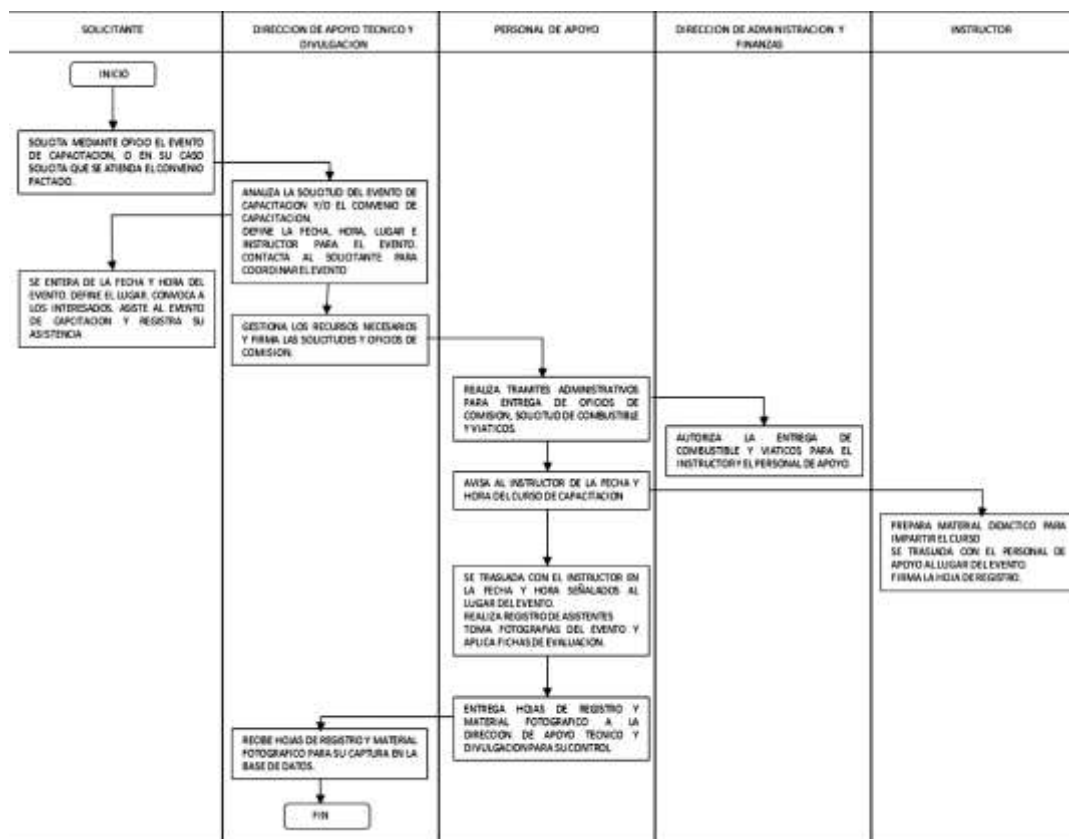 SOLICITANTE
DIRECCION DE APOYO TECNICO Y
DIVULGACION
PERSONAL DE APOYO
DIRECCION DE ADMINISTRACION Y
FINANZAS
INSTRUCTOR
INICIO
SOLICITA MEDIANTE OFICIO EL EVENTO
DE CAPACITACION, O EN SU CASO
SOLICITA QUE SE ATIENDA EL CONVENIO
PACTADO.
ANALIZA LA SOLICITUD DEL EVENTO DE
CAPACITACION Y/O EL CONVENIO DE
CAPACITACION.
DEFINE LA FECHA, HORA, LUGAR E
INSTRUCTOR PARA EL EVENTO.
CONTACTA AL SOLICITANTE PARA
COORDINAR EL EVENTO
SE ENTERA DE LA FECHA Y HORA DEL
EVENTO. DEFINE EL LUGAR, CONVOCA A
LOS INTERESADOS. ASISTE AL EVENTO
DE CAPCITACION Y REGISTRA SU
ASISTENCIA
GESTIONA LOS RECURSOS NECESARIOS
Y FIRMA LAS SOLICITUDES Y OFICIOS DE
COMISION.
REALIZA TRAMITES ADMINISTRATIVOS
PARA ENTREGA DE OFICIOS DE
COMISION, SOLICITUD DE COMBUSTIBLE
Y VIATICOS.
AUTORIZA LA ENTREGA DE
COMBUSTIBLE Y VIATICOS PARA EL
INSTRUCTOR Y EL PERSONAL DE APOYO.
AVISA AL INSTRUCTOR DE LA FECHA Y
HORA DEL CURSO DE CAPACITACION
PREPARA MATERIAL DIDACTICO PARA
IMPARTIR EL CURSO
SE TRASLADA CON EL PERSONAL DE
APOYO AL LUGAR DEL EVENTO
FIRMA LA HOJA DE REGISTRO.
SE TRASLADA CON EL INSTRUCTOR EN
LA FECHA Y HORA SEÑALADOS AL
LUGAR DEL EVENTO.
REALIZA REGISTRO DE ASISTENTES
TOMA FOTOGRAFIAS DEL EVENTO Y
APLICA FICHAS DE EVALUACION.
ENTREGA HOJAS DE REGISTRO Y
MATERIAL FOTOGRAFICO A LA
DIRECCION DE APOYO TECNICO Y
DIVULGACION PARA SU CONTROL
RECIBE HOJAS DE REGISTRO Y MATERIAL
FOTOGRAFICO PARA SU CAPTURA EN LA
BASE DE DATOS.
FIN